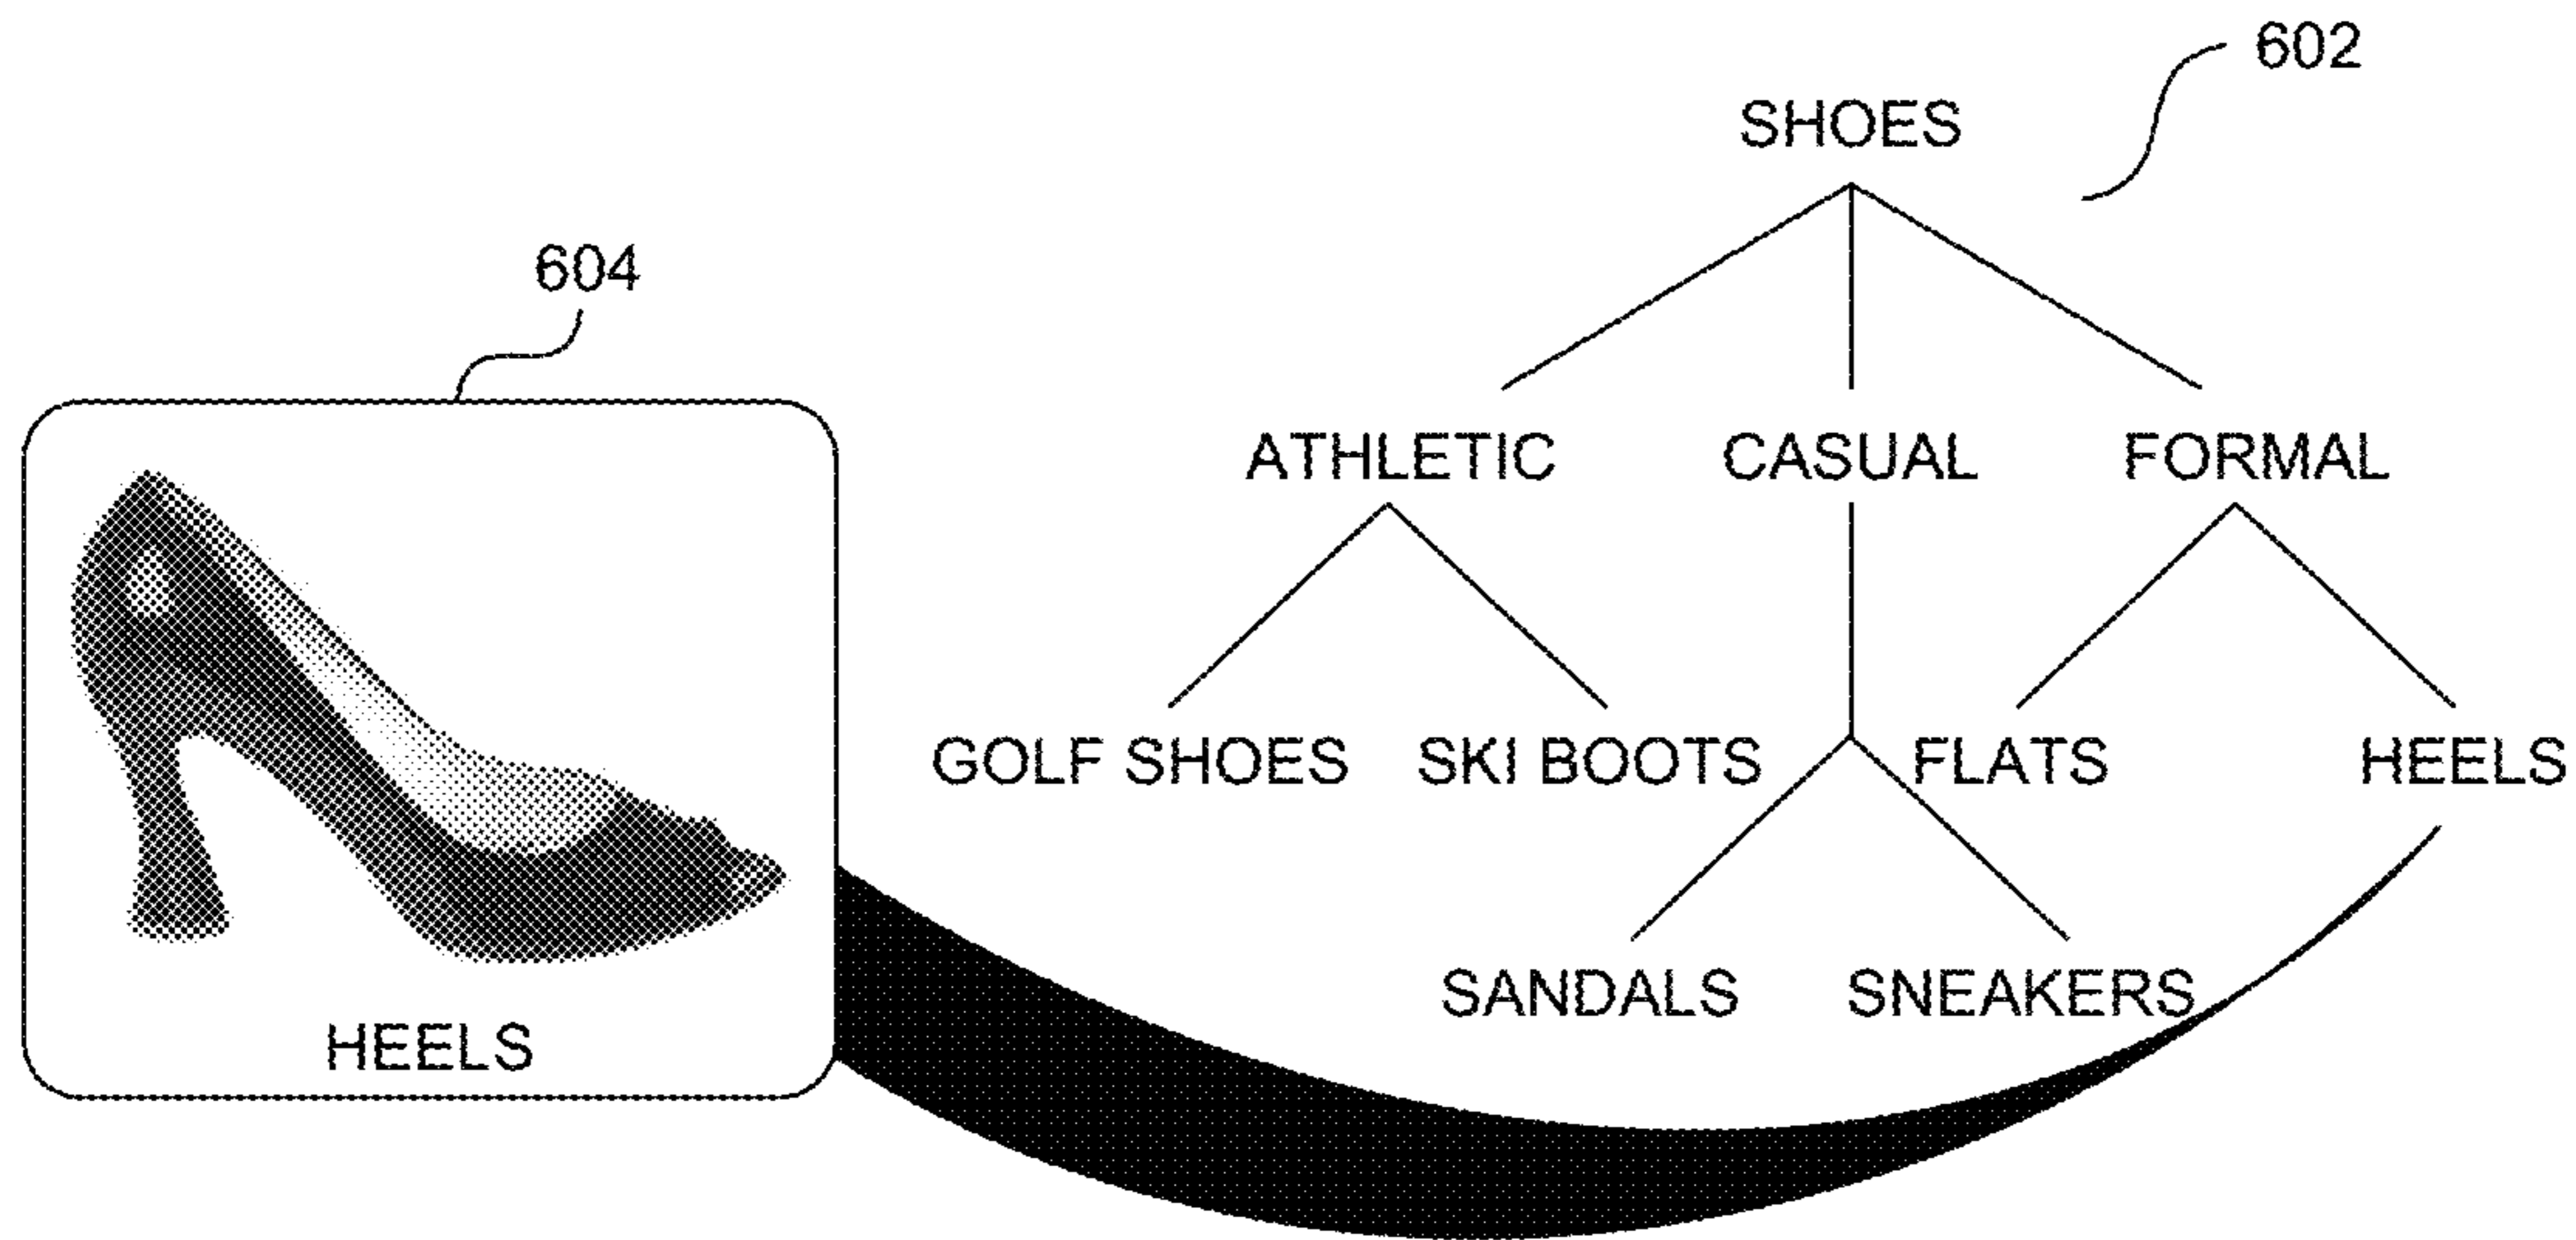 602
SHOES
604
ATHLETIC CASUAL FORMAL
GOLF SHOES SKI BOOTS FLATS HEELS
SANDALS SNEAKERS
HEELS